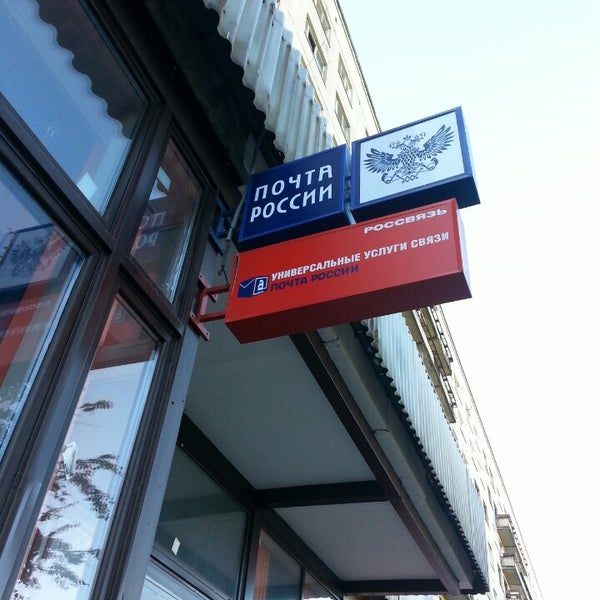 ПОЧТА
РОССИИ
РОССВЯЗЬ
УНИВЕРСАЛЬНЫЕ УСЛУГИ СВЯЗИ
ПОЧТА РОССИИ